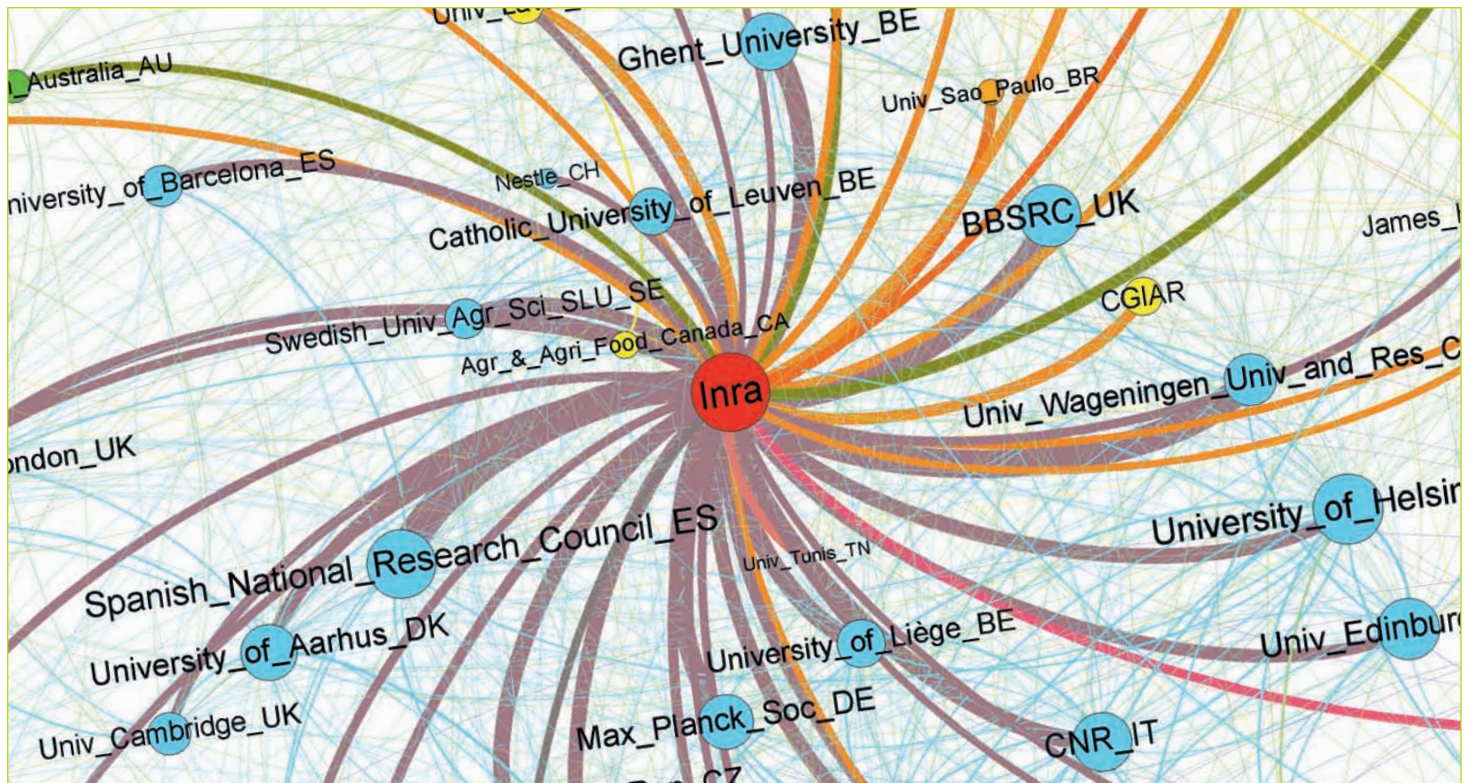 Ghent_University_BE
Australia_AU
Univ_Sao_Paulo_BR
niversity_of_Barcelona_ES
Nestle_CH
Catholic_University_of_Leuven_BE
BBSRC_UK
James_
CGIAR
Swedish_Univ_Agr_Sci_SLU_SE
Agr_&_Agri_Food_Canada_CA
Inra
Univ_Wageningen_Univ_and_Res_C
ondon_UK
University_of_Helsin
Spanish_National_Research_Council_ES
Univ_Tunis_TN
University_of_Aarhus_DK
University_of_Liège_BE
Univ_Edinburg
Univ_Cambridge_UK
Max_Planck_Soc_DE
CNR_IT